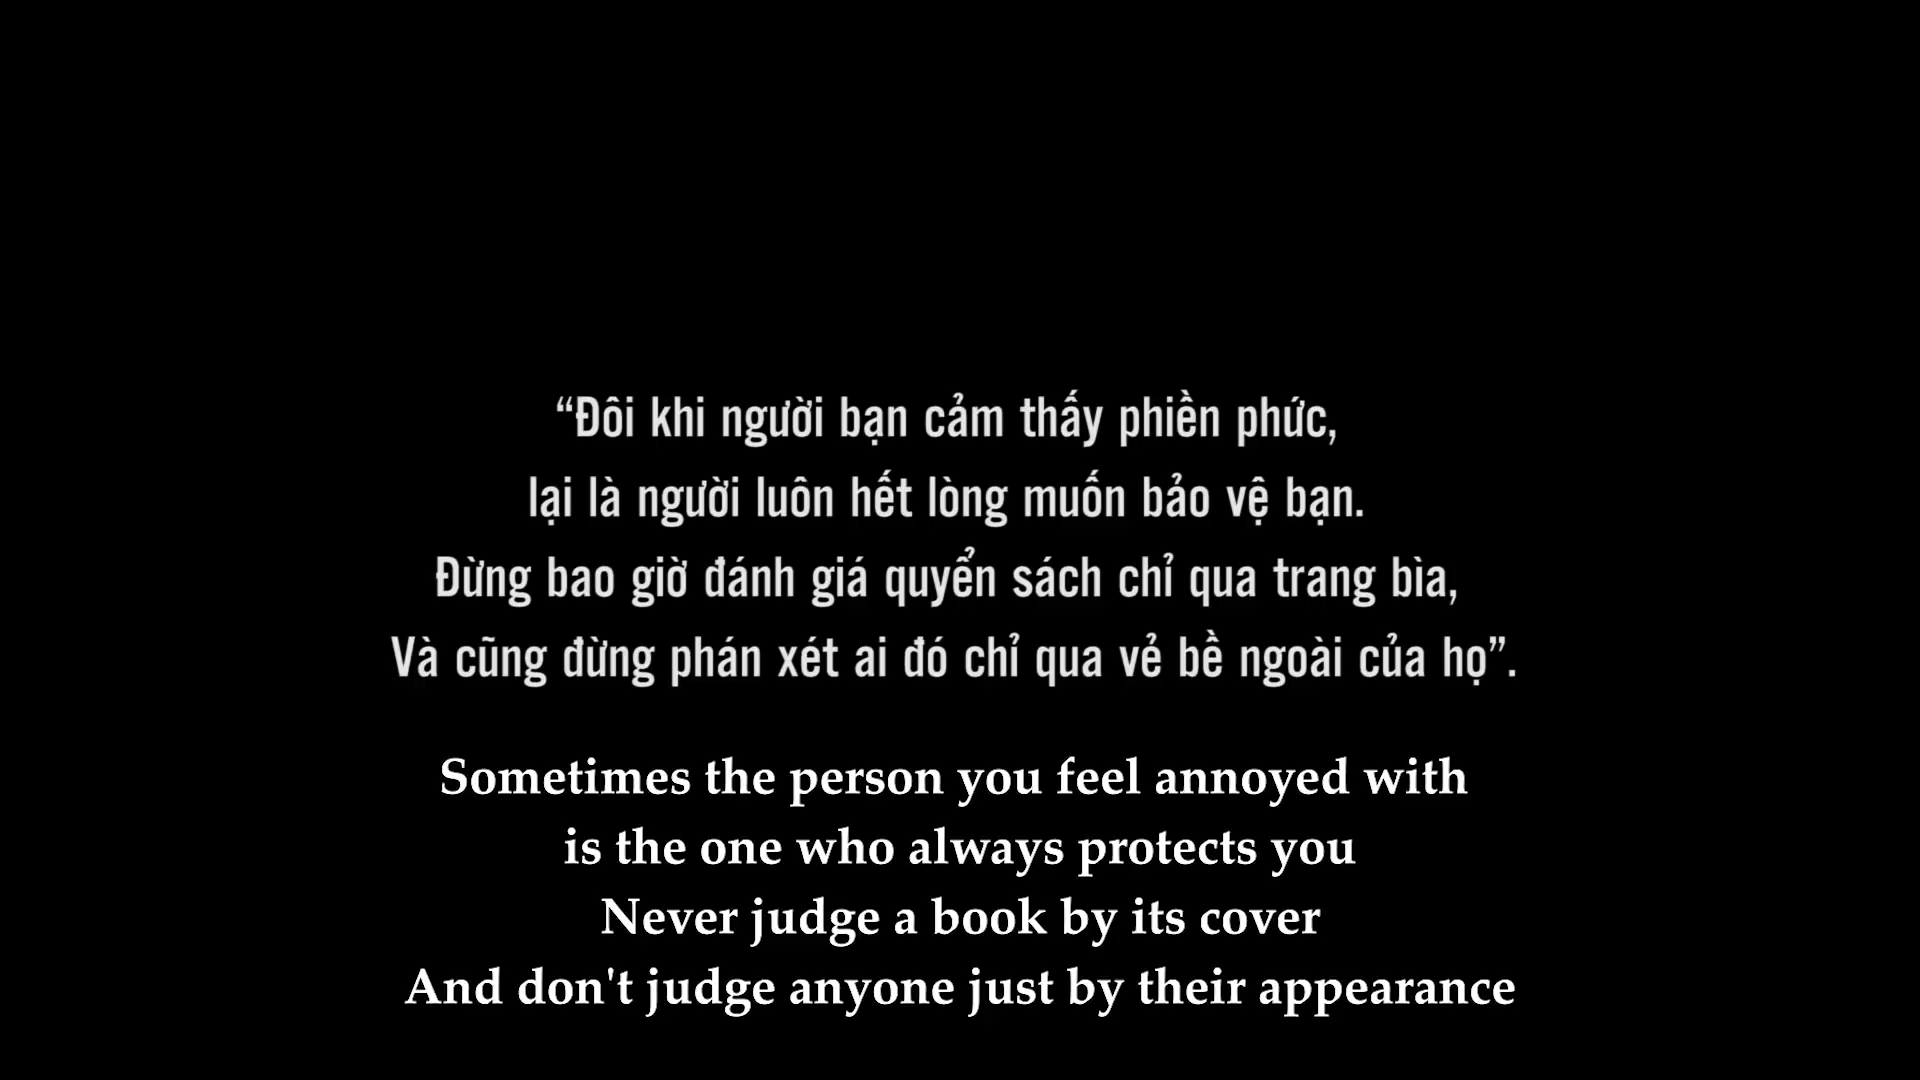 “Đôi khi người bạn cảm thấy phiền phức,
lại là người luôn hết lòng muốn bảo vệ bạn.
Đừng bao giờ đánh giá quyển sách chỉ qua trang bìa,
Và cũng đừng phán xét ai đó chỉ qua vẻ bề ngoài của họ”.
Sometimes the person you feel annoyed with
is the one who always protects you
Never judge a book by its cover
And don't judge anyone just by their appearance